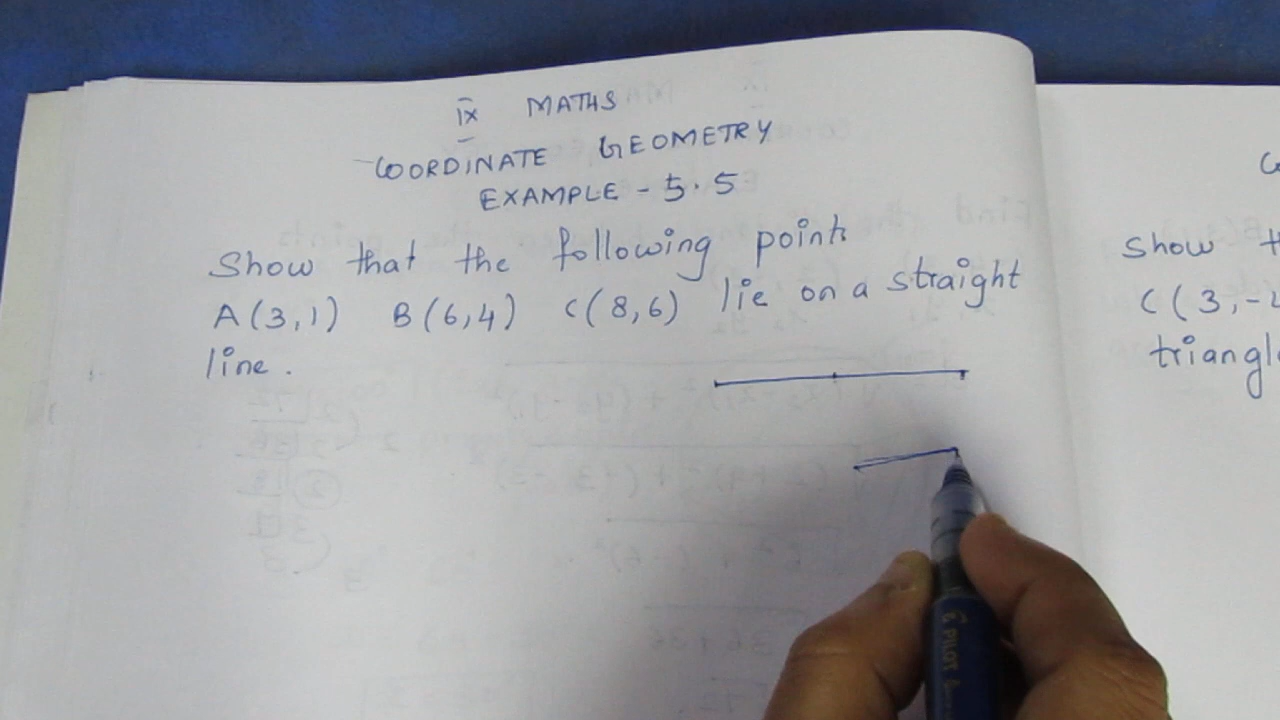 IX MATHS
COORDINATE GEOMETRY
EXAMPLE - 5.5
Show that the following points
A(3,1) B(6,4) C(8,6) lie on a straight
line.
Show
C(3,-
PILOT